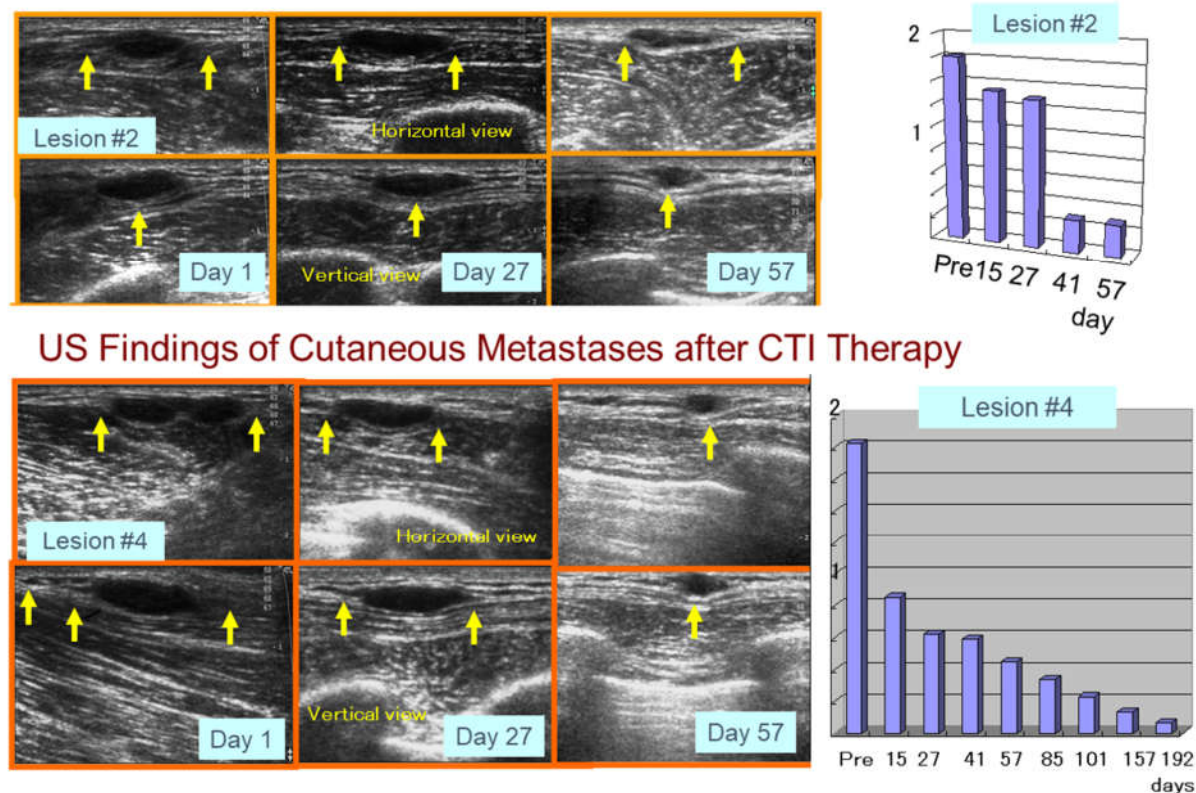 Lesion #2
Horizontal view
Day 1
Vertical view
Day 27
Day 57
Lesion #2
2
1
Pre 15 27 41 57
day
US Findings of Cutaneous Metastases after CTI Therapy
Lesion #4
Horizontal view
Day 1
Vertical view
Day 27
Day 57
Lesion #4
2
1
Pre 15 27 41 57 85 101 157 192
days